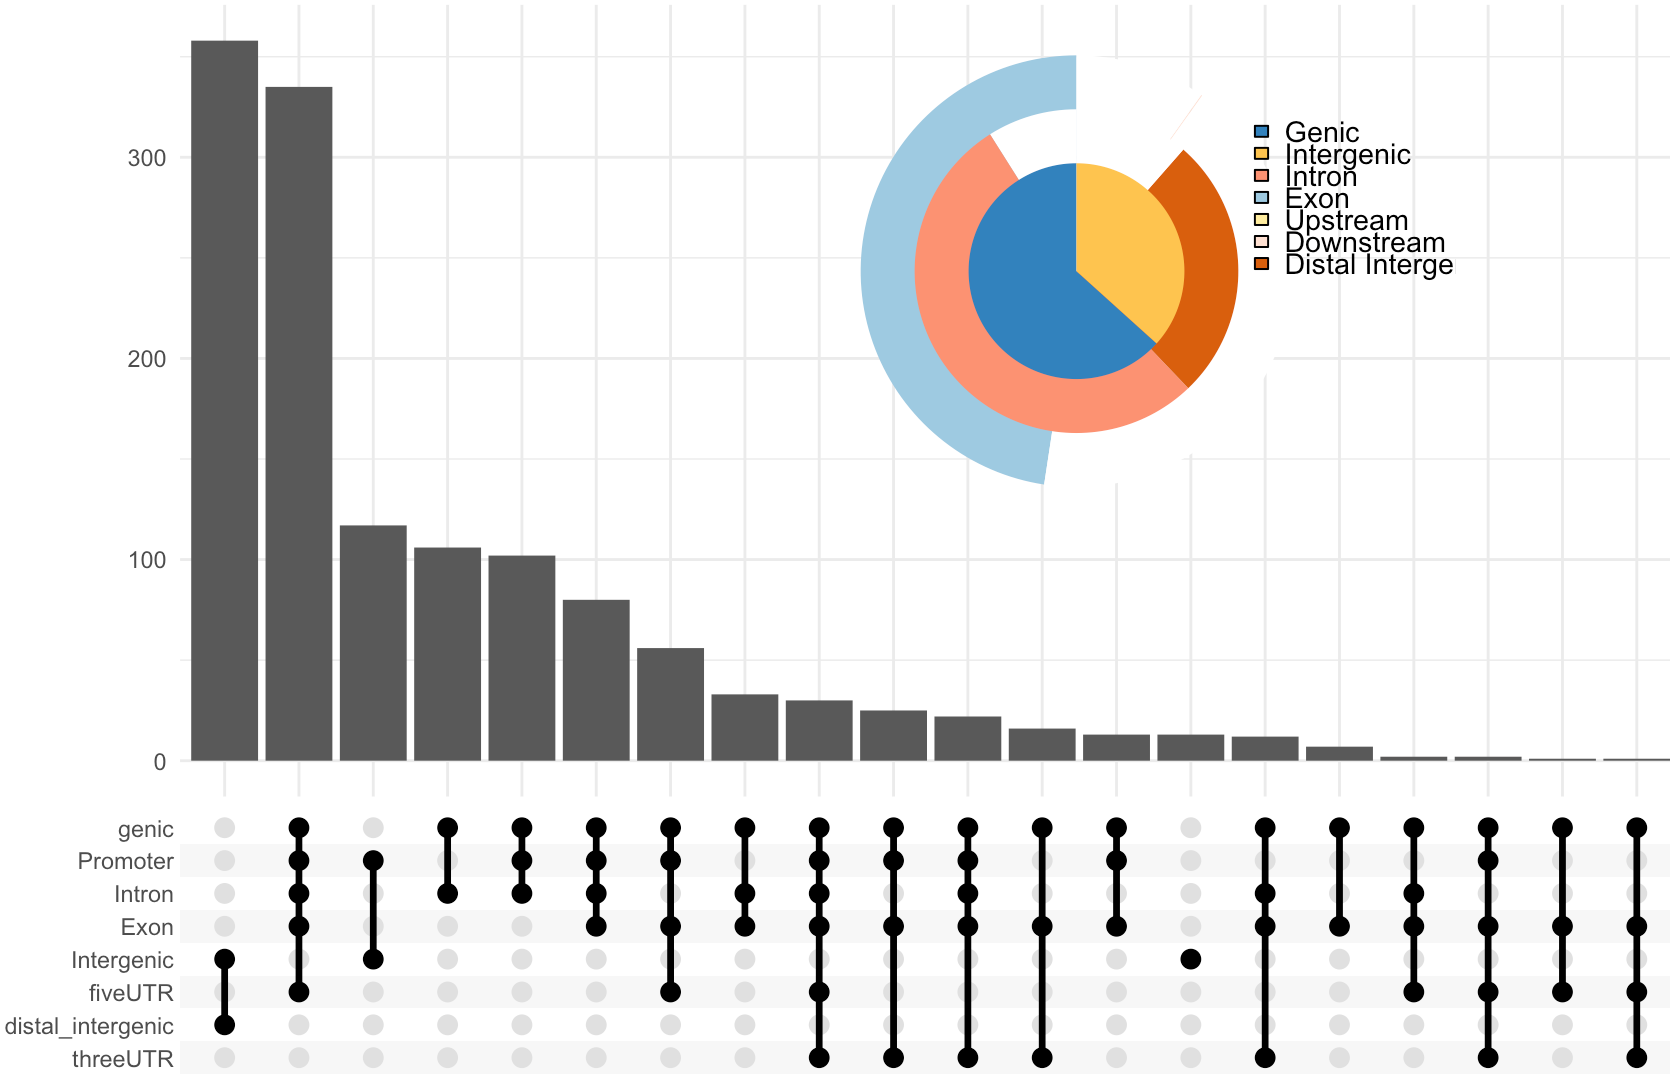 300
200
100
0
Genic
Intergenic
Intron
Exon
Upstream
Downstream
Distal Interge
genic
Promoter
Intron
Exon
Intergenic
fiveUTR
distal_intergenic
threeUTR